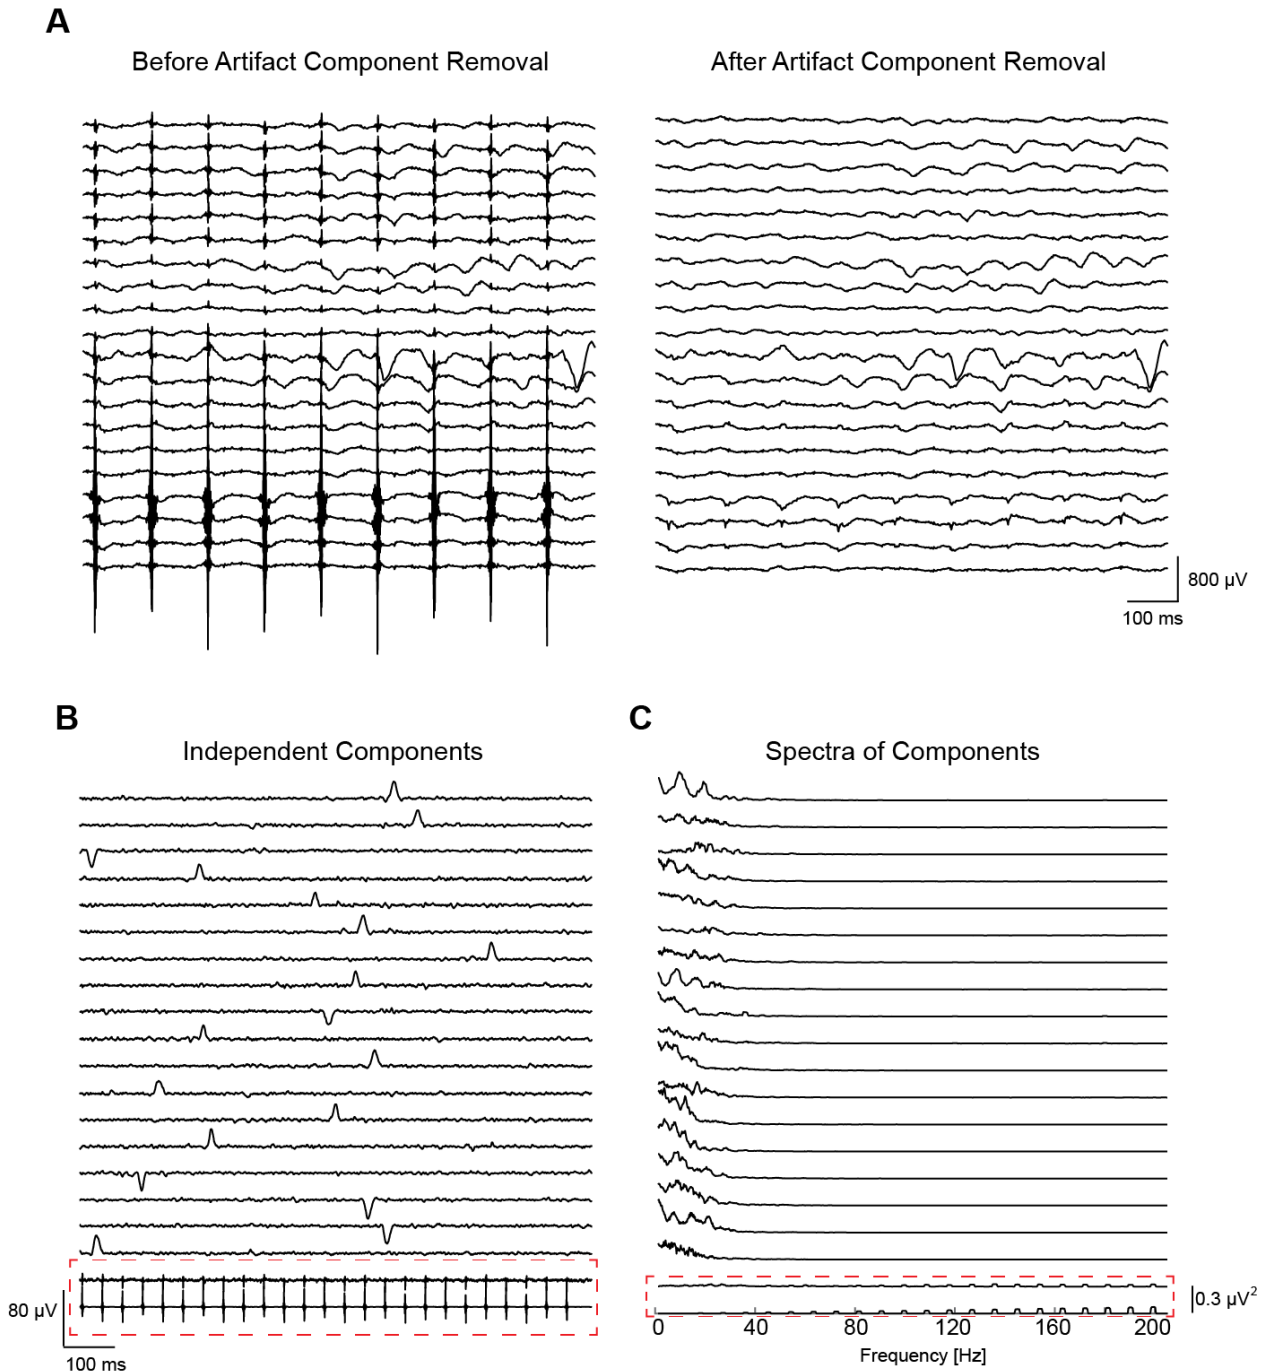 A
Before Artifact Component Removal
After Artifact Component Removal
800 µV
100 ms
B
C
Independent Components
Spectra of Components
80 µV
100 ms
0.3 µV²
0 40 80 120 160 200
Frequency [Hz]